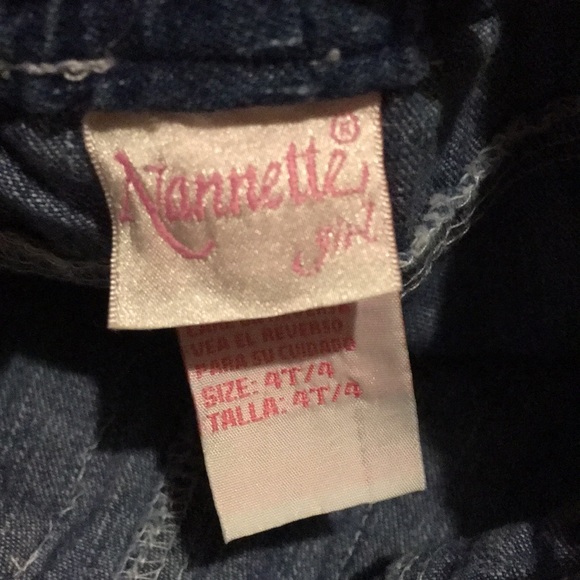 Nannette®
girl
VEA EL REVERSO
PARA SU CUIDADO
SIZE: 4T/4
TALLA: 4T/4